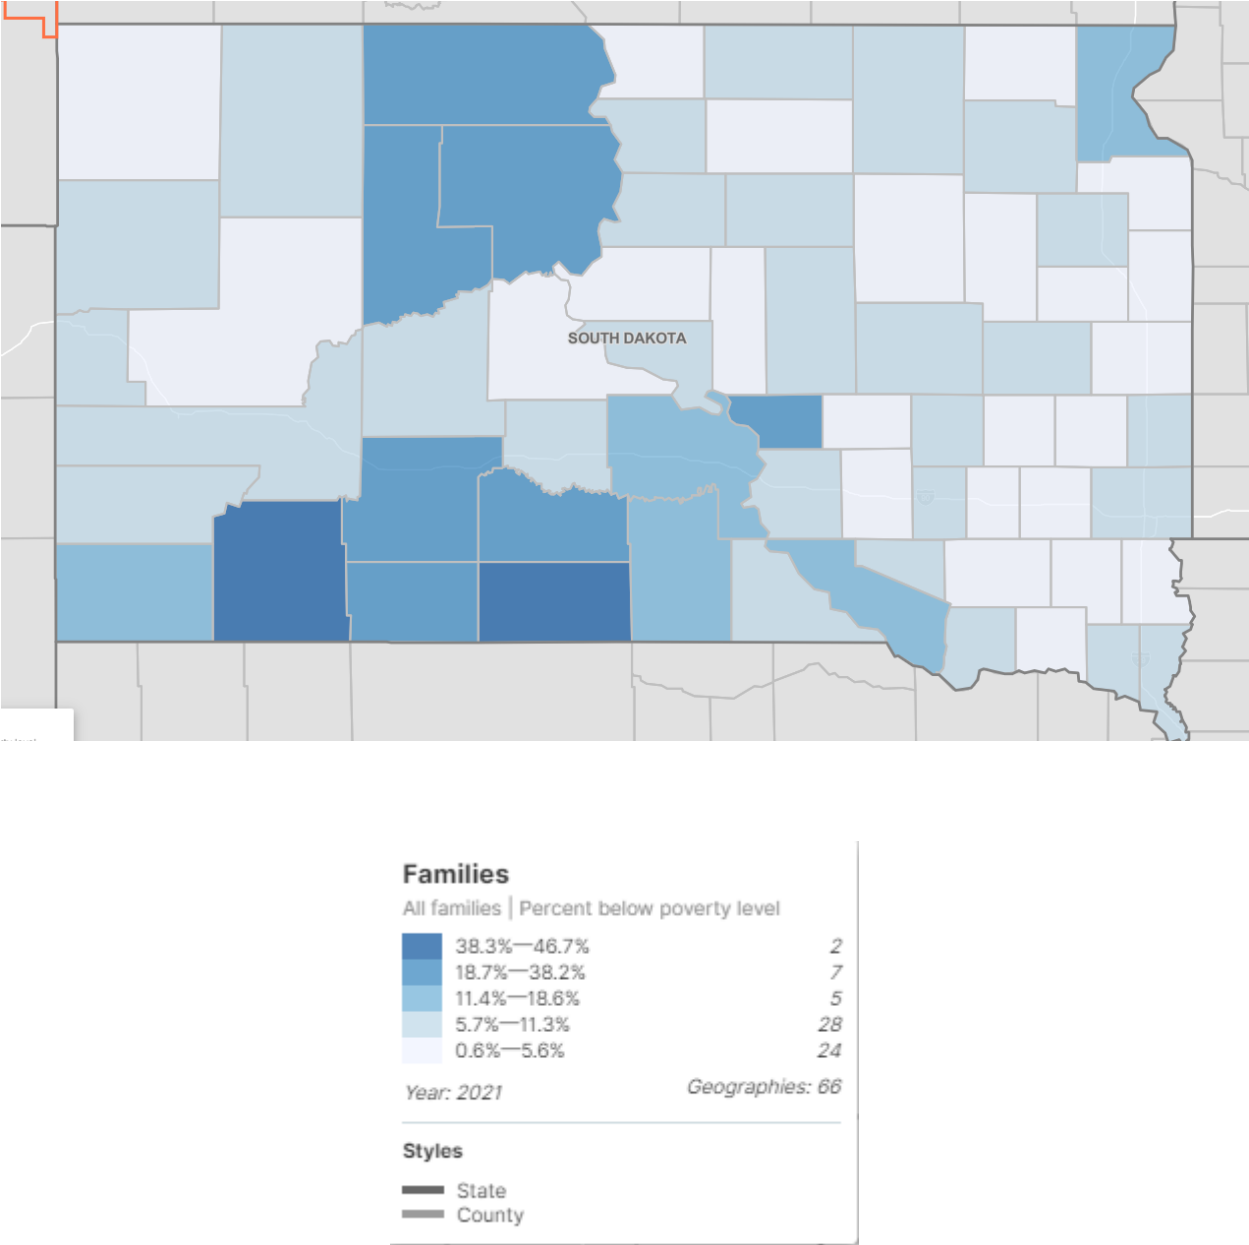 SOUTH DAKOTA
Families
All families | Percent below poverty level
38.3%—46.7% 2
18.7%—38.2% 7
11.4%—18.6% 5
5.7%—11.3% 28
0.6%—5.6% 24
Year: 2021 Geographies: 66
Styles
State
County